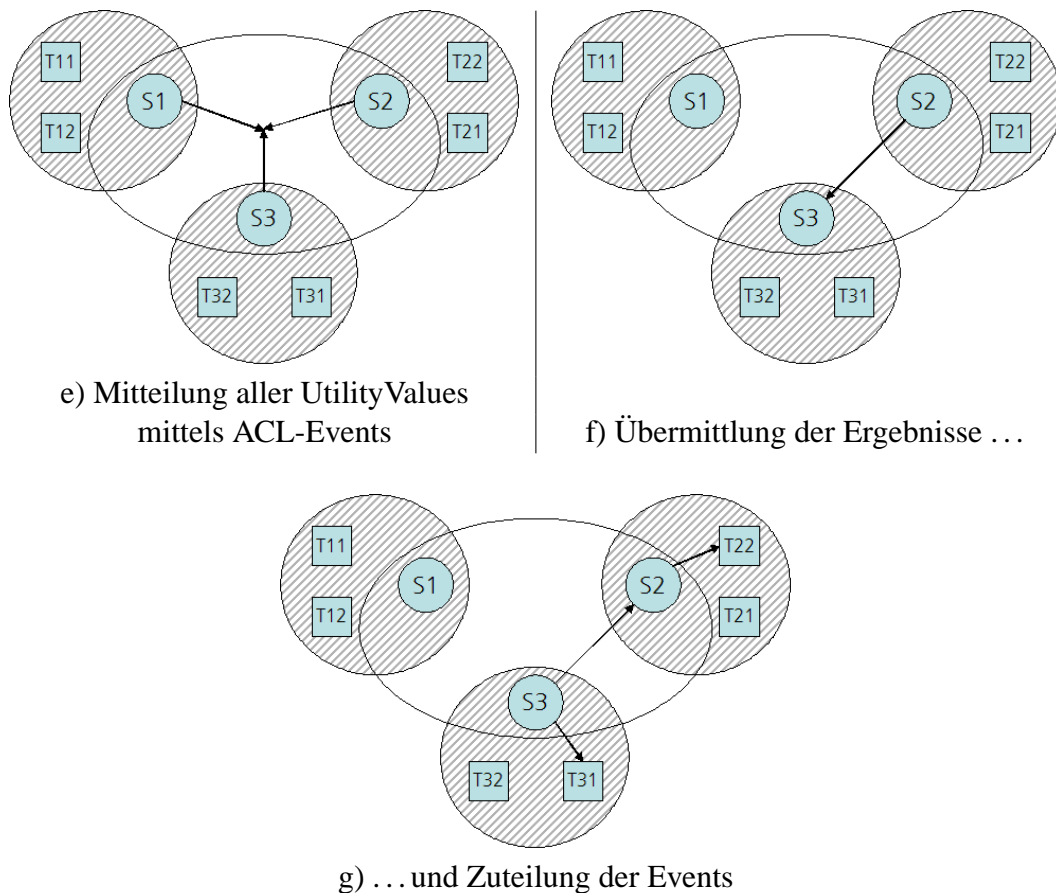 T11
T22
S1
S2
T12
T21
S3
T32
T31
e) Mitteilung aller UtilityValues
mittels ACL-Events
T11
T22
S1
S2
T12
T21
S3
T32
T31
f) Übermittlung der Ergebnisse ...
T11
T22
S1
S2
T12
T21
S3
T32
T31
g) ... und Zuteilung der Events